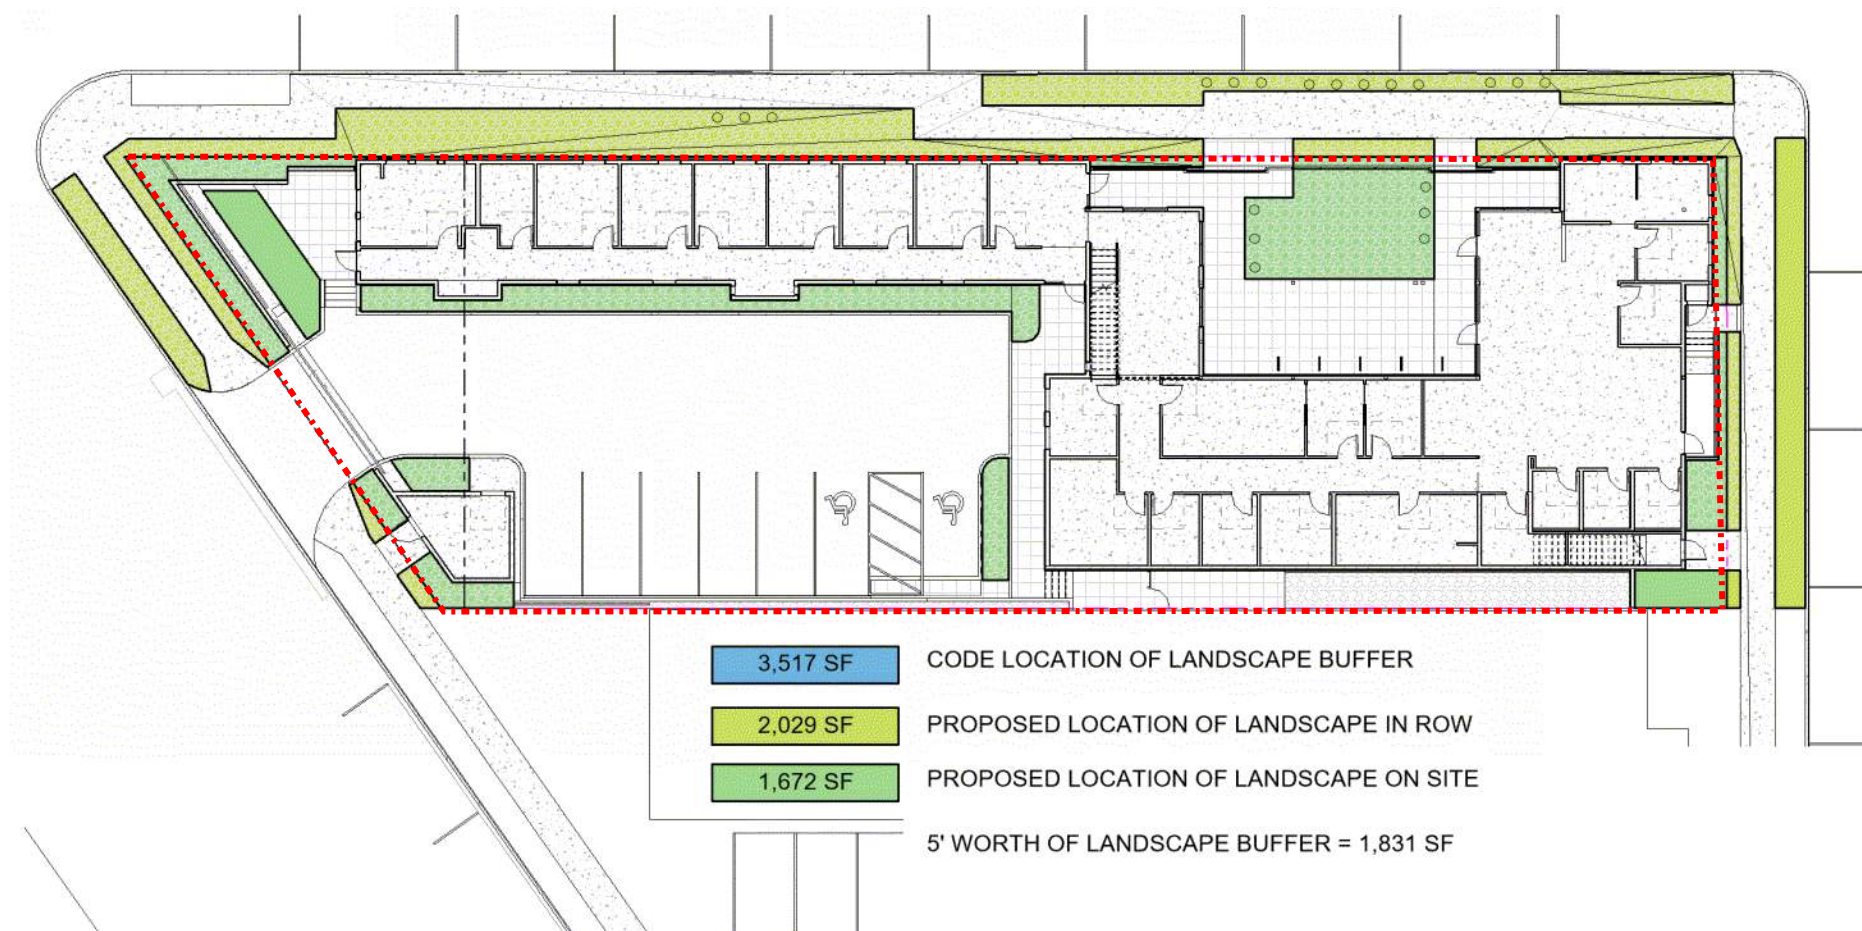 3,517 SF CODE LOCATION OF LANDSCAPE BUFFER
2,029 SF PROPOSED LOCATION OF LANDSCAPE IN ROW
1,672 SF PROPOSED LOCATION OF LANDSCAPE ON SITE
5' WORTH OF LANDSCAPE BUFFER = 1,831 SF